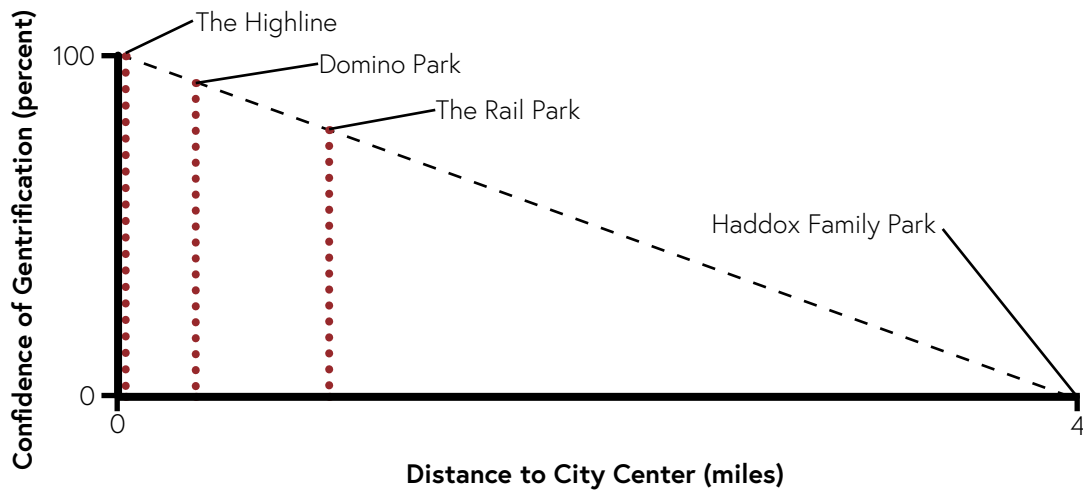 The Highline
100
Domino Park
The Rail Park
Haddox Family Park
Confidence of Gentrification (percent)
0
0
4
Distance to City Center (miles)